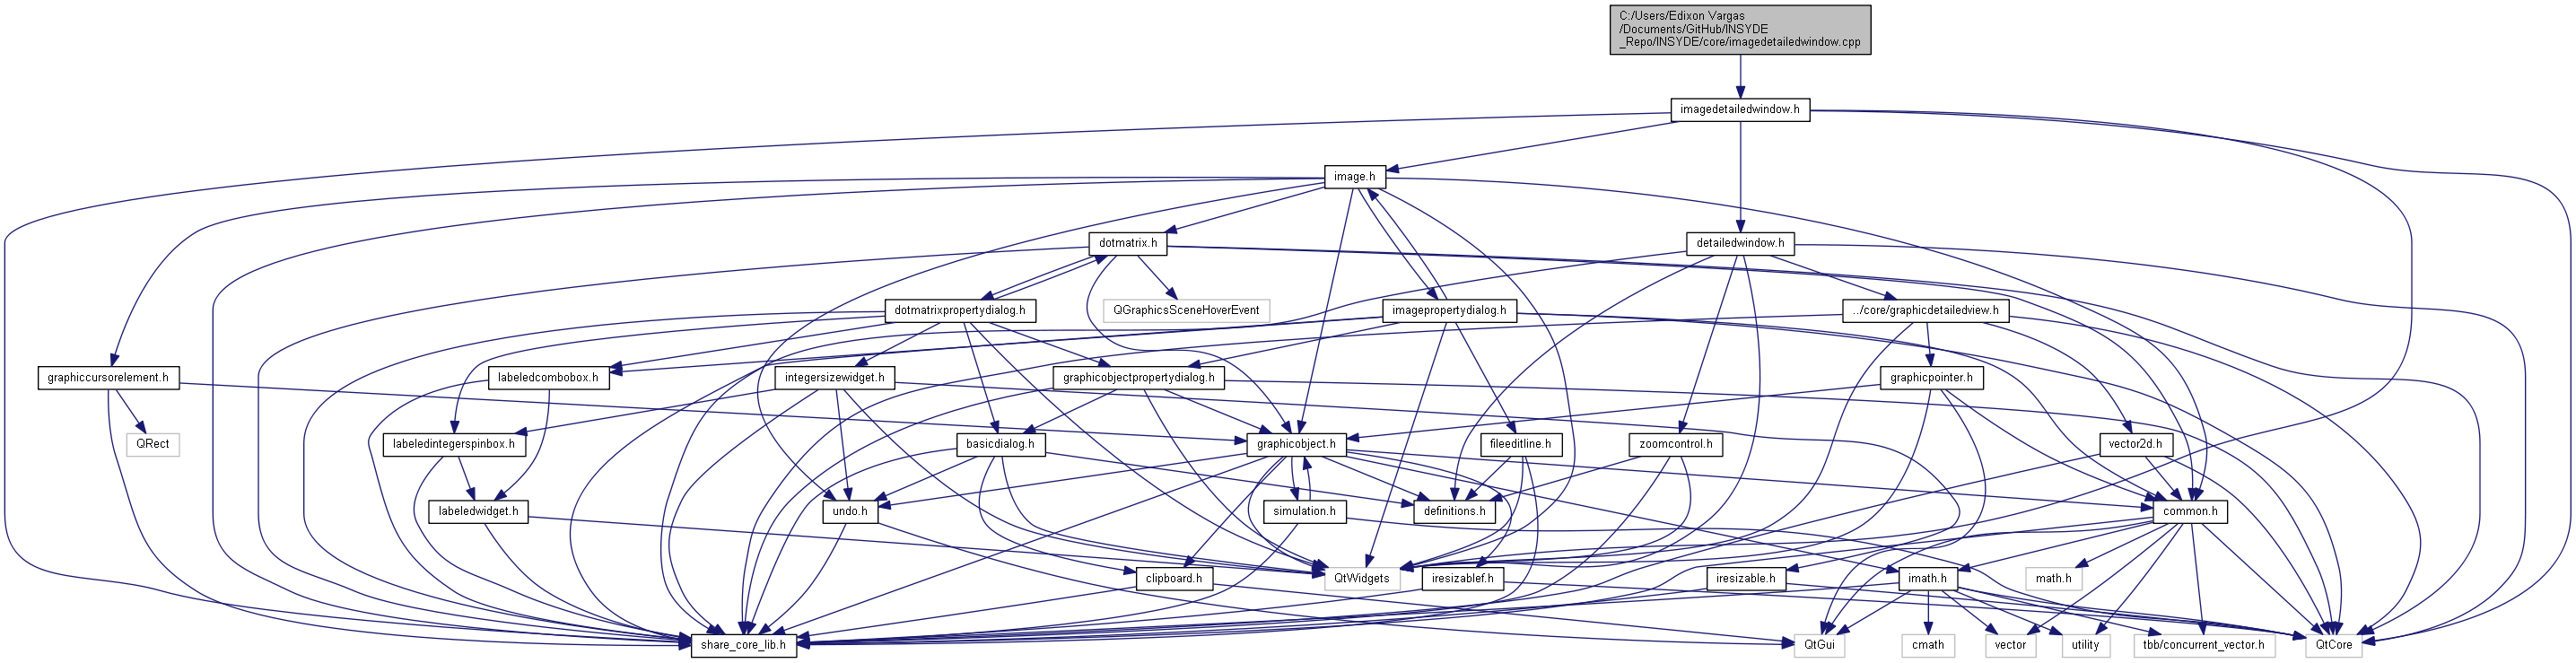 C:/Users/Edixon Vargas
/Documents/GitHub/INSYDE
_Repo/INSYDE/core/imagedetailedwindow.cpp
imagedetailedwindow.h
image.h
dotmatrix.h
detailedwindow.h
dotmatrixpropertydialog.h
QGraphicsSceneHoverEvent
imagepropertydialog.h
../core/graphicdetailedview.h
graphiccursorelement.h
labeledcombobox.h
integersizewidget.h
graphicobjectpropertydialog.h
graphicpointer.h
QRect
labeledintegerspinbox.h
basicdialog.h
graphicobject.h
fileeditline.h
zoomcontrol.h
vector2d.h
labeledwidget.h
undo.h
simulation.h
definitions.h
common.h
clipboard.h
QtWidgets
iresizablef.h
iresizable.h
imath.h
math.h
share_core_lib.h
QtGui
cmath
vector
utility
tbb/concurrent_vector.h
QtCore